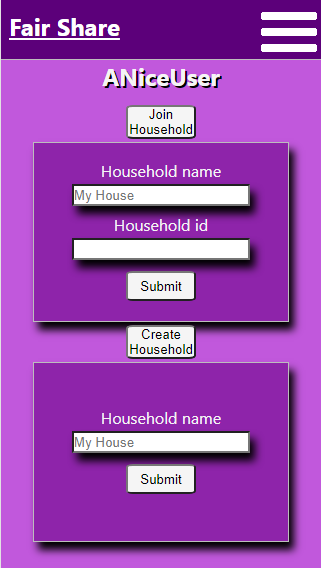 Fair Share
ANiceUser
Join
Household
Household name
My House
Household id
Submit
Create
Household
Household name
My House
Submit